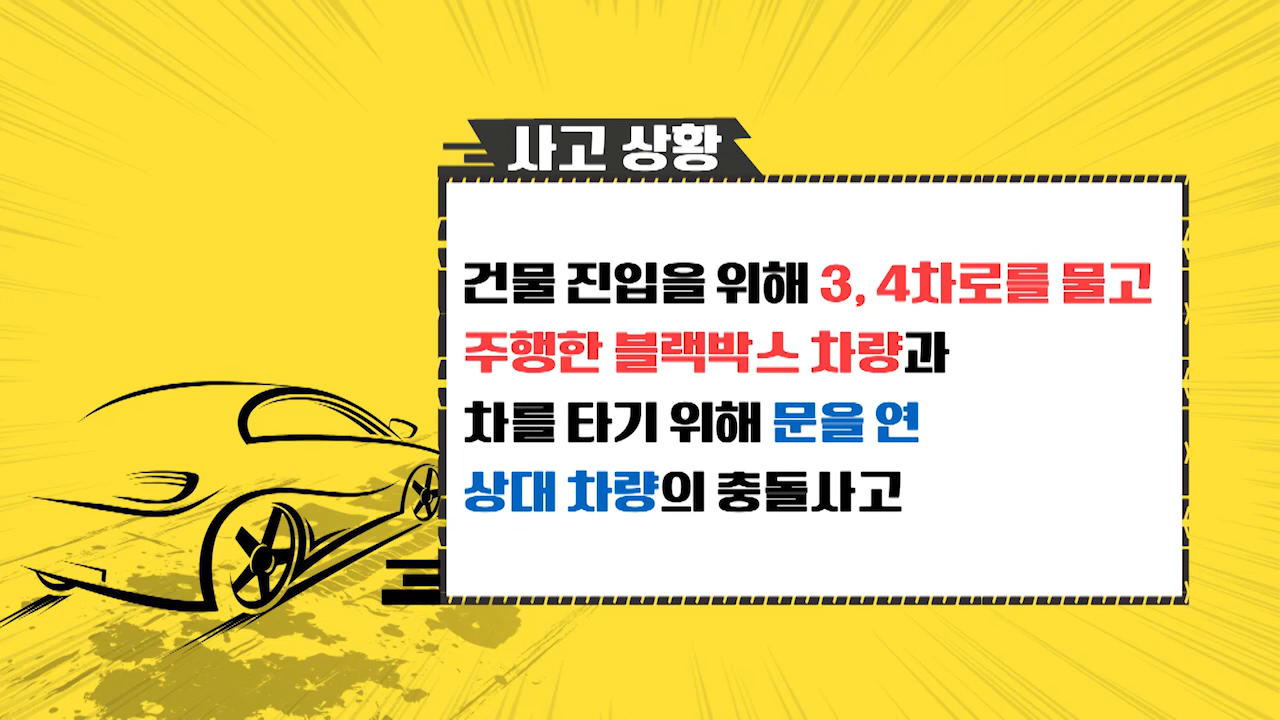 사고 상황
건물 진입을 위해 3, 4차로를 물고
주행한 블랙박스 차량과
차를 타기 위해 문을 연
상대 차량의 충돌사고